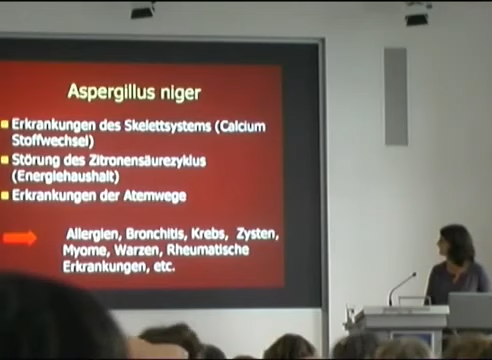 Aspergillus niger
Erkrankungen des Skelettsystems (Calcium
Stoffwechsel)
Störung des Zitronensäurezyklus
(Energiehaushalt)
Erkrankungen der Atemwege
Allergien, Bronchitis, Krebs, Zysten,
Myome, Warzen, Rheumatische
Erkrankungen, etc.